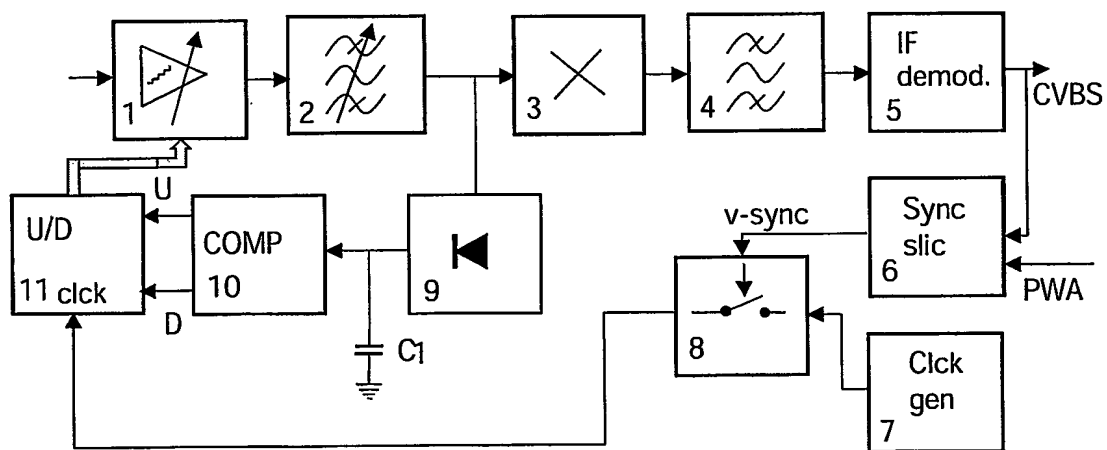 1
2
3
4
IF
demod.
5
CVBS
U
U/D
11 clck
COMP
10
D
9
C1
v-sync
8
Sync
slic
6
PWA
Clck
gen
7